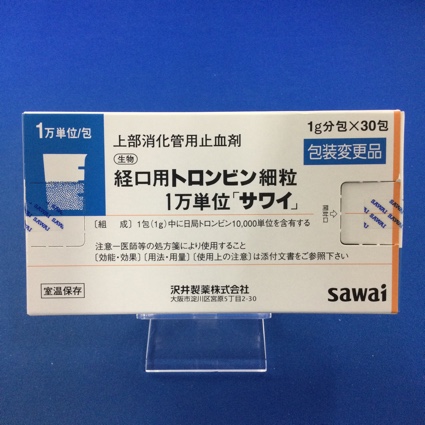 1万単位/包
上部消化管用止血剤
1g分包×30包
生物
包装変更品
経口用トロンビン細粒
1万単位「サワイ」
[組 成] 1包(1g)中に日局トロンビン10,000単位を含有する
注意-医師等の処方箋により使用すること
[効能・効果] [用法・用量] [使用上の注意] は添付文書をご参照下さい
開封口
SAWAI
SAWAI
室温保存
沢井製薬株式会社
大阪市淀川区宮原5丁目2-30
sawai